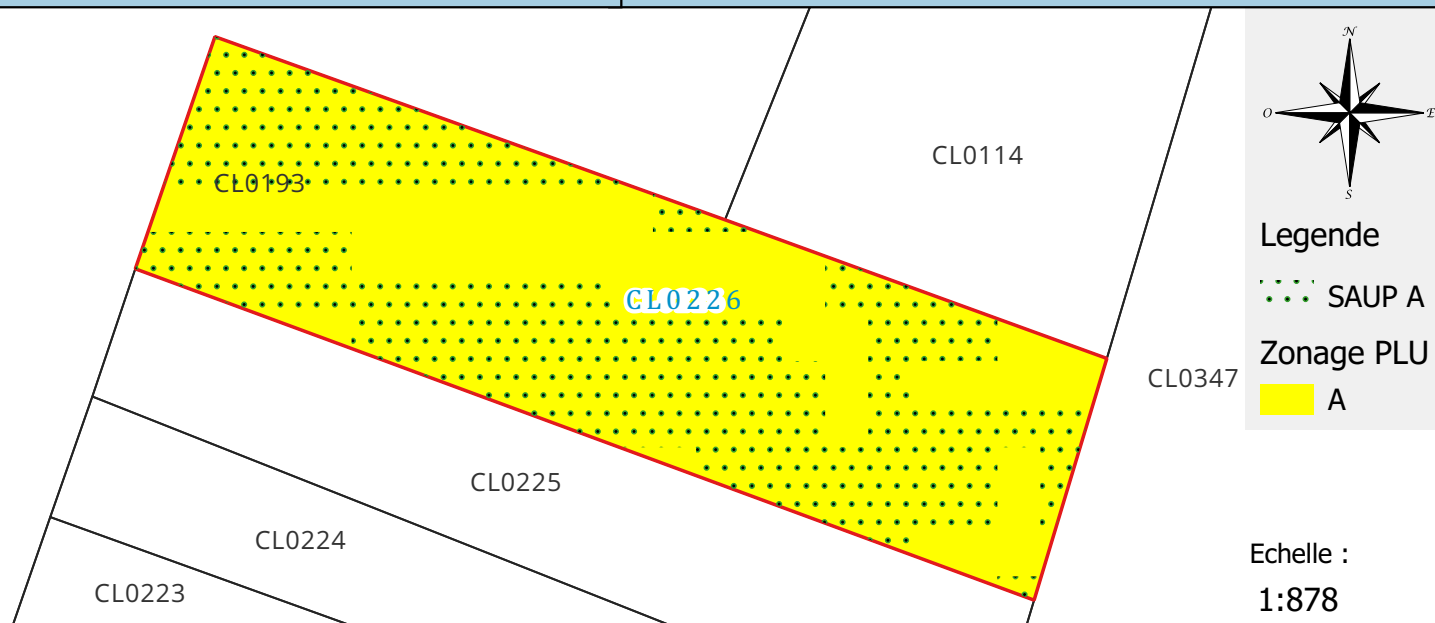 N
O
E
S
CL0114
CL0193
Legende
SAUP A
CL0226
Zonage PLU
CL0347
A
CL0225
CL0224
Echelle :
CL0223
1:878